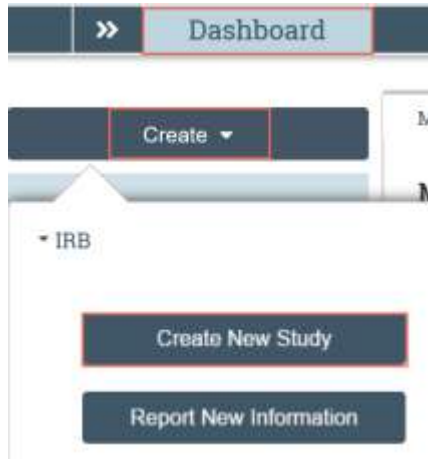 » Dashboard
Create
IRB
Create New Study
Report New Information